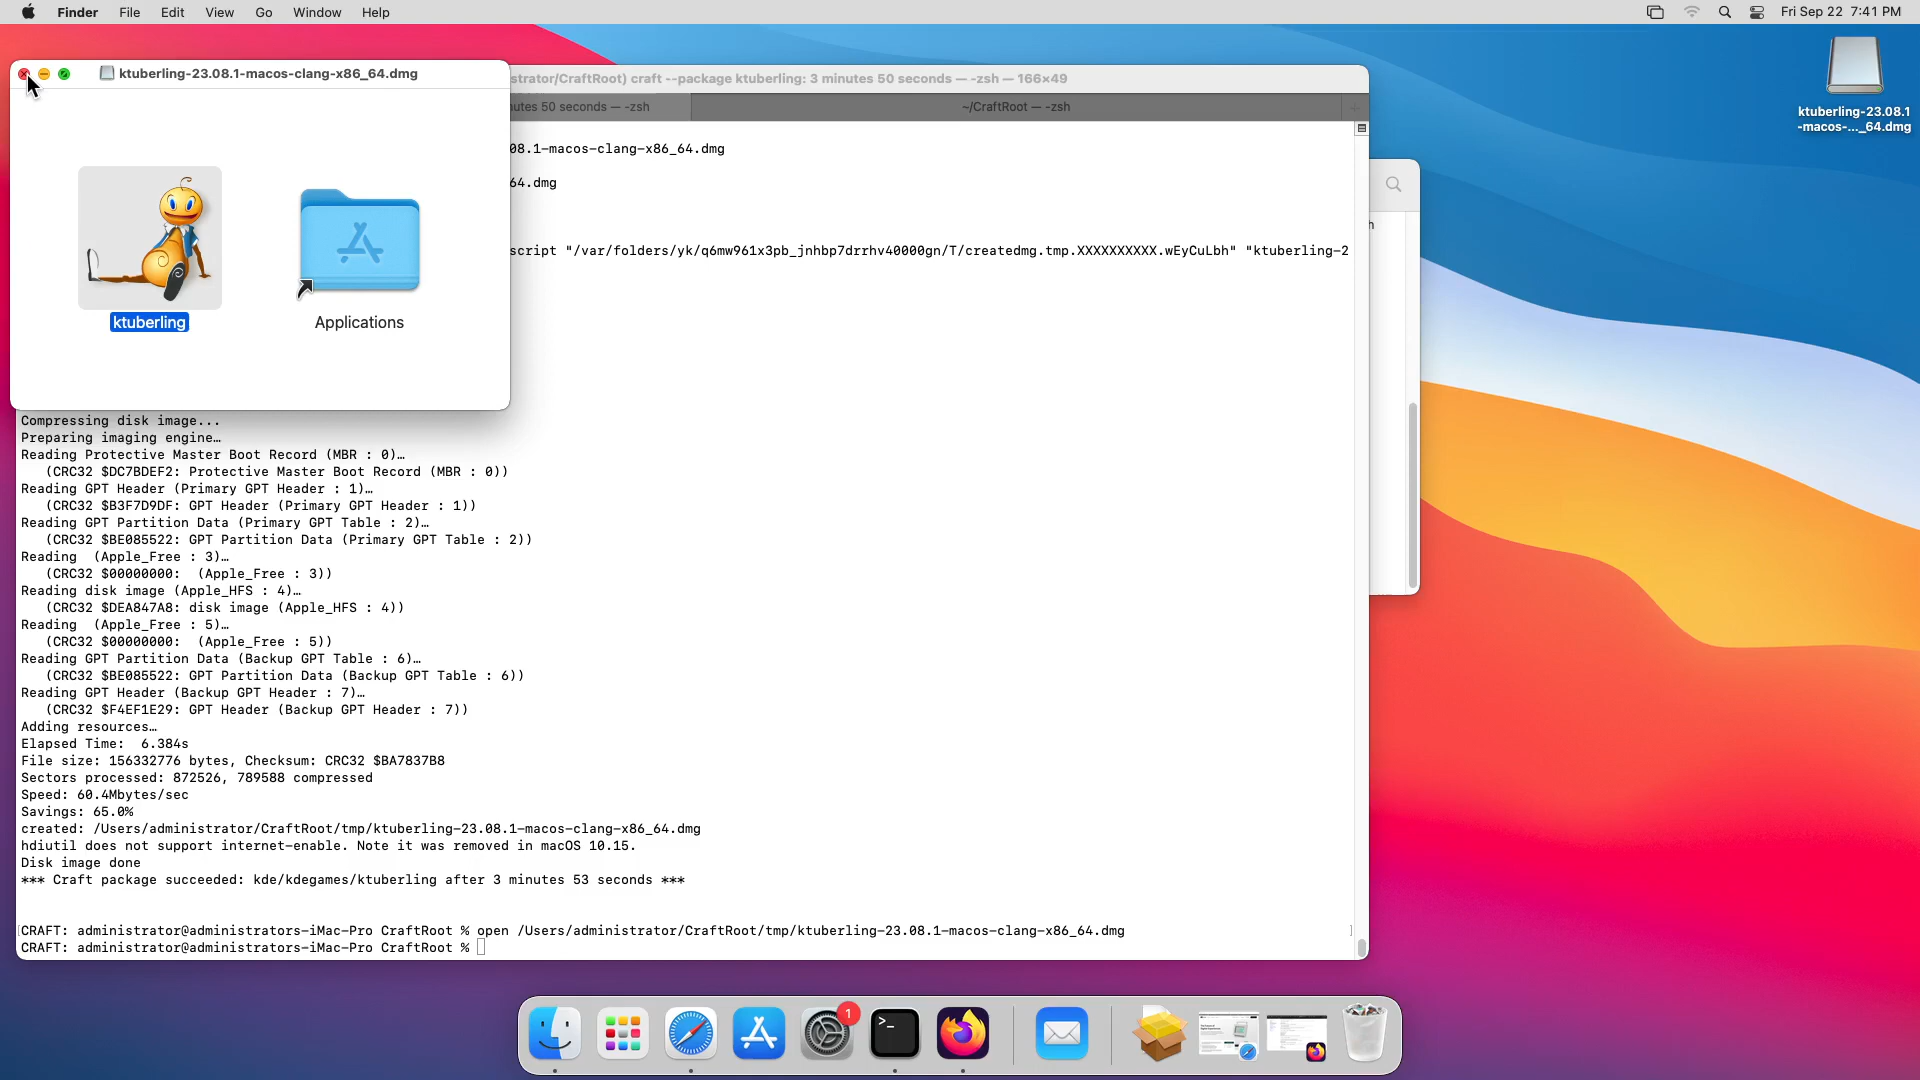 Finder File Edit View Go Window Help
Fri Sep 22 7:41 PM
ktuberling-23.08.1-macos-clang-x86_64.dmg
strator/CraftRoot) craft --package ktuberling: 3 minutes 50 seconds — -zsh — 166×49
nutes 50 seconds — -zsh
~/CraftRoot — -zsh
ktuberling-23.08.1
-macos-..._64.dmg
08.1-macos-clang-x86_64.dmg
64.dmg
h
script "/var/folders/yk/q6mw961x3pb_jnhbp7drrhv40000gn/T/createdmg.tmp.XXXXXXXXXX.wEyCuLbh" "ktuberling-2
ktuberling
Applications
Compressing disk image...
Preparing imaging engine…
Reading Protective Master Boot Record (MBR : 0)…
(CRC32 $DC7BDEF2: Protective Master Boot Record (MBR : 0))
Reading GPT Header (Primary GPT Header : 1)…
(CRC32 $B3F7D9DF: GPT Header (Primary GPT Header : 1))
Reading GPT Partition Data (Primary GPT Table : 2)…
(CRC32 $BE085522: GPT Partition Data (Primary GPT Table : 2))
Reading  (Apple_Free : 3)…
(CRC32 $00000000:  (Apple_Free : 3))
Reading disk image (Apple_HFS : 4)…
(CRC32 $DEA847A8: disk image (Apple_HFS : 4))
Reading  (Apple_Free : 5)…
(CRC32 $00000000:  (Apple_Free : 5))
Reading GPT Partition Data (Backup GPT Table : 6)…
(CRC32 $BE085522: GPT Partition Data (Backup GPT Table : 6))
Reading GPT Header (Backup GPT Header : 7)…
(CRC32 $F4EF1E29: GPT Header (Backup GPT Header : 7))
Adding resources…
Elapsed Time:  6.384s
File size: 156332776 bytes, Checksum: CRC32 $BA7837B8
Sectors processed: 872526, 789588 compressed
Speed: 60.4Mbytes/sec
Savings: 65.0%
created: /Users/administrator/CraftRoot/tmp/ktuberling-23.08.1-macos-clang-x86_64.dmg
hdiutil does not support internet-enable. Note it was removed in macOS 10.15.
Disk image done
*** Craft package succeeded: kde/kdegames/ktuberling after 3 minutes 53 seconds ***
[CRAFT: administrator@administrators-iMac-Pro CraftRoot % open /Users/administrator/CraftRoot/tmp/ktuberling-23.08.1-macos-clang-x86_64.dmg ]
CRAFT: administrator@administrators-iMac-Pro CraftRoot %
1
>_